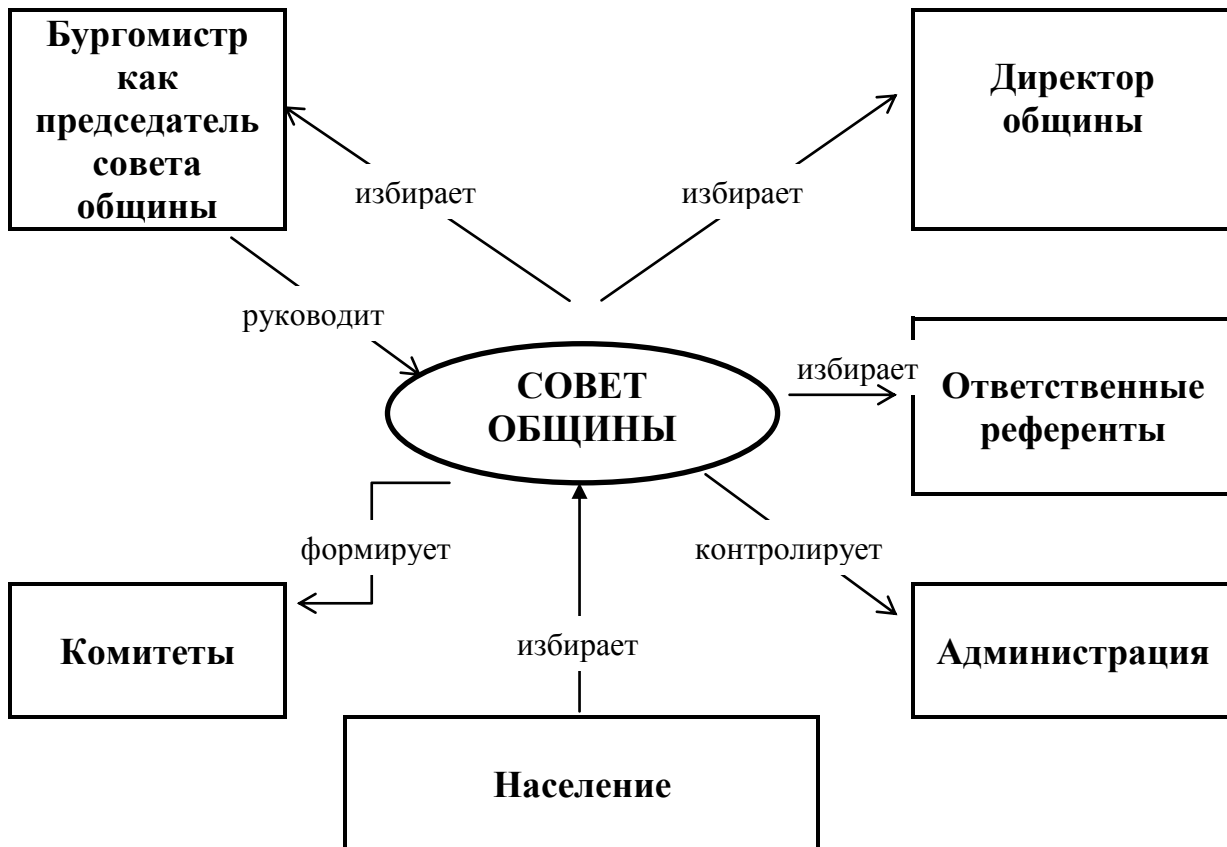 Бургомистр
как
председатель
совета
общины
Директор
общины
избирает
избирает
руководит
СОВЕТ
ОБЩИНЫ
избирает
Ответственные
референты
формирует
контролирует
Комитеты
избирает
Администрация
Население